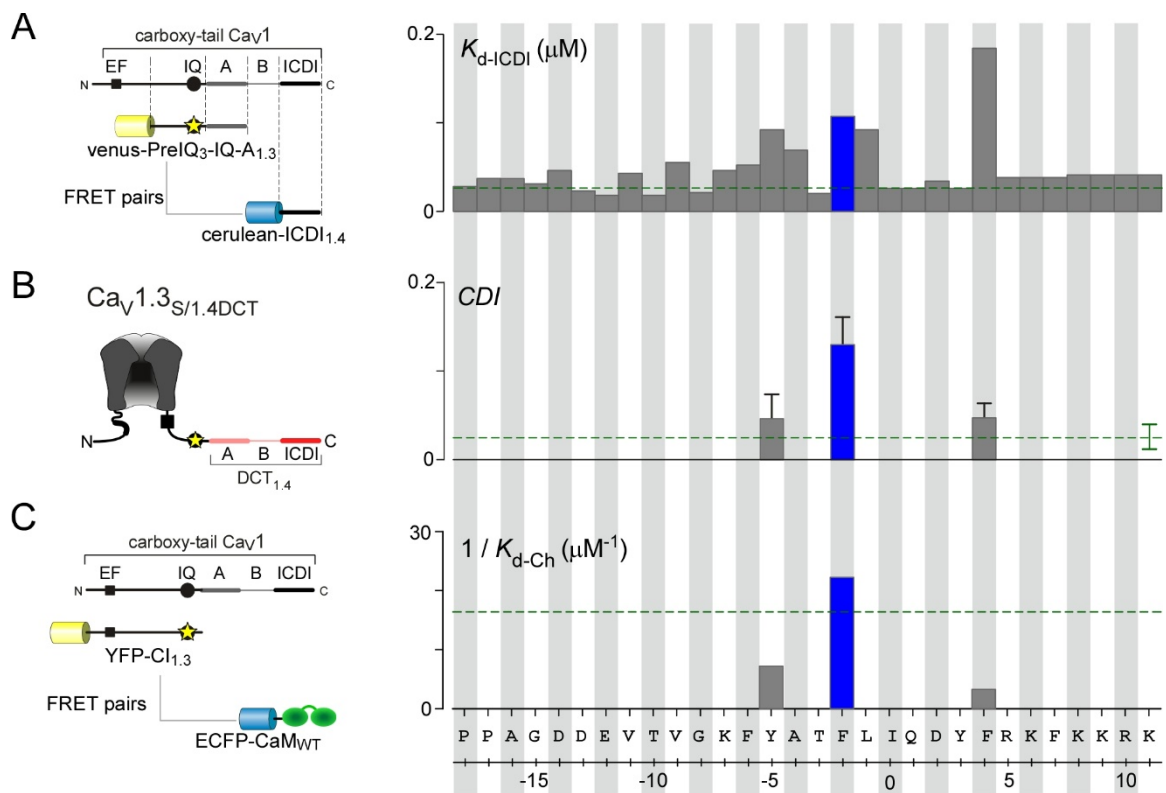 A
carboxy-tail CaV1
EF IQ A B ICDI
N C
venus-PreIQ3-IQ-A1.3
FRET pairs
cerulean-ICDI1.4
0.2
Kd-ICDI (μM)
0
B
CaV1.3S/1.4DCT
N C
A B ICDI
DCT1.4
0.2
CDI
0
C
carboxy-tail CaV1
EF IQ A B ICDI
N C
YFP-CI1.3
FRET pairs
ECFP-CaMWT
30
1 / Kd-Ch (μM-1)
0
P P A G D D E V T V G K F Y A T F L I Q D Y F R K F K K R K
-15 -10 -5 0 5 10